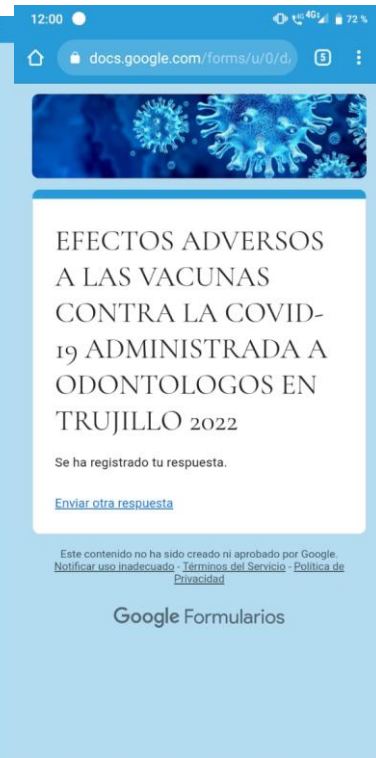 12:00
4G 72 %
docs.google.com/forms/u/0/d/
5
EFECTOS ADVERSOS
A LAS VACUNAS
CONTRA LA COVID-
19 ADMINISTRADA A
ODONTOLOGOS EN
TRUJILLO 2022
Se ha registrado tu respuesta.
Enviar otra respuesta
Este contenido no ha sido creado ni aprobado por Google.
Notificar uso inadecuado - Términos del Servicio - Política de
Privacidad
Google Formularios